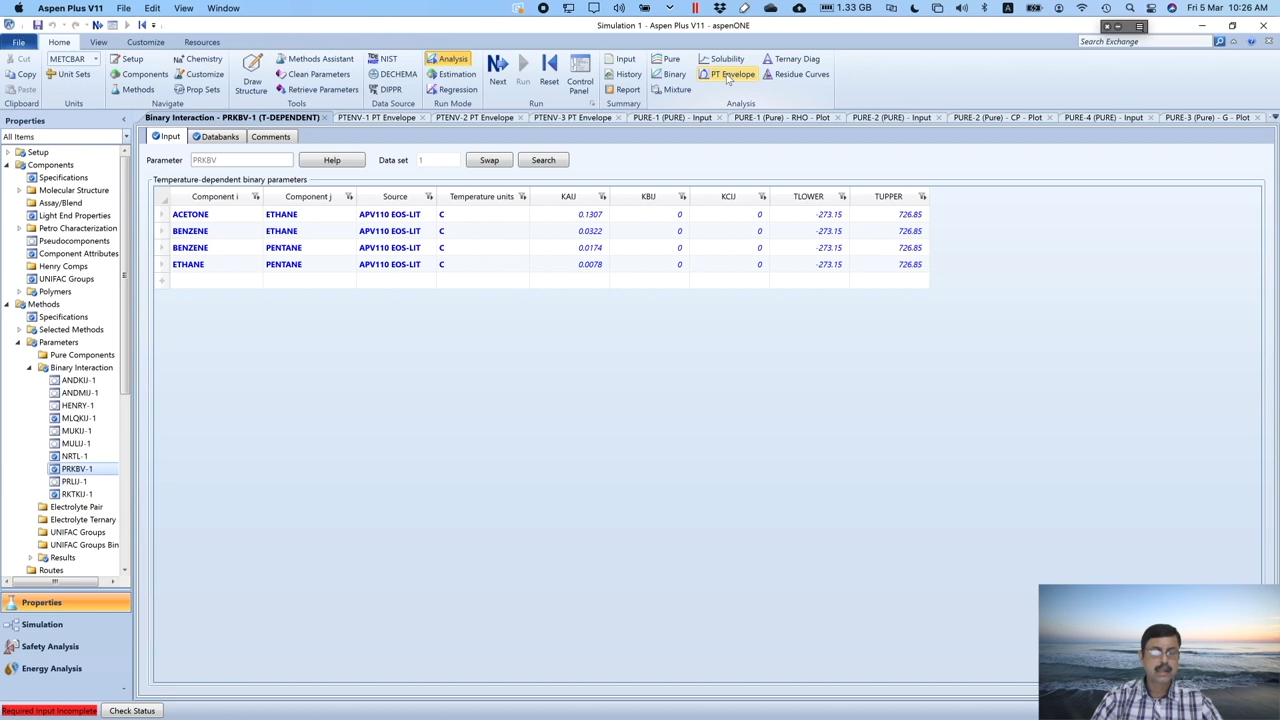 Aspen Plus V11 File Edit View Window 1.33 GB Fri 5 Mar 10:26 AM
Simulation 1 - Aspen Plus V11 - aspenONE
File Home View Customize Resources Search Exchange
Cut METCBAR Setup Chemistry Methods Assistant NIST Analysis Input Pure Solubility Ternary Diag
Copy Unit Sets Components Customize Draw Structure Clean Parameters DECHEMA Estimation Next Run Reset Control Panel History Binary PT Envelope Residue Curves
Paste Methods Prop Sets Retrieve Parameters DIPPR Regression Report Mixture
Clipboard Units Navigate Tools Data Source Run Mode Run Summary Analysis
Properties
Binary Interaction - PRKBV-1 (T-DEPENDENT) PTENV-1 PT Envelope PTENV-2 PT Envelope PTENV-3 PT Envelope PURE-1 (PURE) - Input PURE-1 (Pure) - RHO - Plot PURE-2 (PURE) - Input PURE-2 (Pure) - CP - Plot PURE-4 (PURE) - Input PURE-3 (Pure) - G - Plot
All Items
Input Databanks Comments
Parameter PRKBV Help Data set 1 Swap Search
Temperature-dependent binary parameters
Component i Component j Source Temperature units KAIJ KBIJ KCIJ TLOWER TUPPER
ACETONE ETHANE APV110 EOS-LIT C 0.1307 0 0 -273.15 726.85
BENZENE ETHANE APV110 EOS-LIT C 0.0322 0 0 -273.15 726.85
BENZENE PENTANE APV110 EOS-LIT C 0.0174 0 0 -273.15 726.85
ETHANE PENTANE APV110 EOS-LIT C 0.0078 0 0 -273.15 726.85
Setup
Components
Specifications
Molecular Structure
Assay/Blend
Light End Properties
Petro Characterization
Pseudocomponents
Component Attributes
Henry Comps
UNIFAC Groups
Polymers
Methods
Specifications
Selected Methods
Parameters
Pure Components
Binary Interaction
ANDKIJ-1
ANDMIJ-1
HENRY-1
MLQKIJ-1
MUKIJ-1
MULIJ-1
NRTL-1
PRKBV-1
PRLIJ-1
RKTKIJ-1
Electrolyte Pair
Electrolyte Ternary
UNIFAC Groups
UNIFAC Groups Bin
Results
Routes
Properties
Simulation
Safety Analysis
Energy Analysis
Required Input Incomplete Check Status